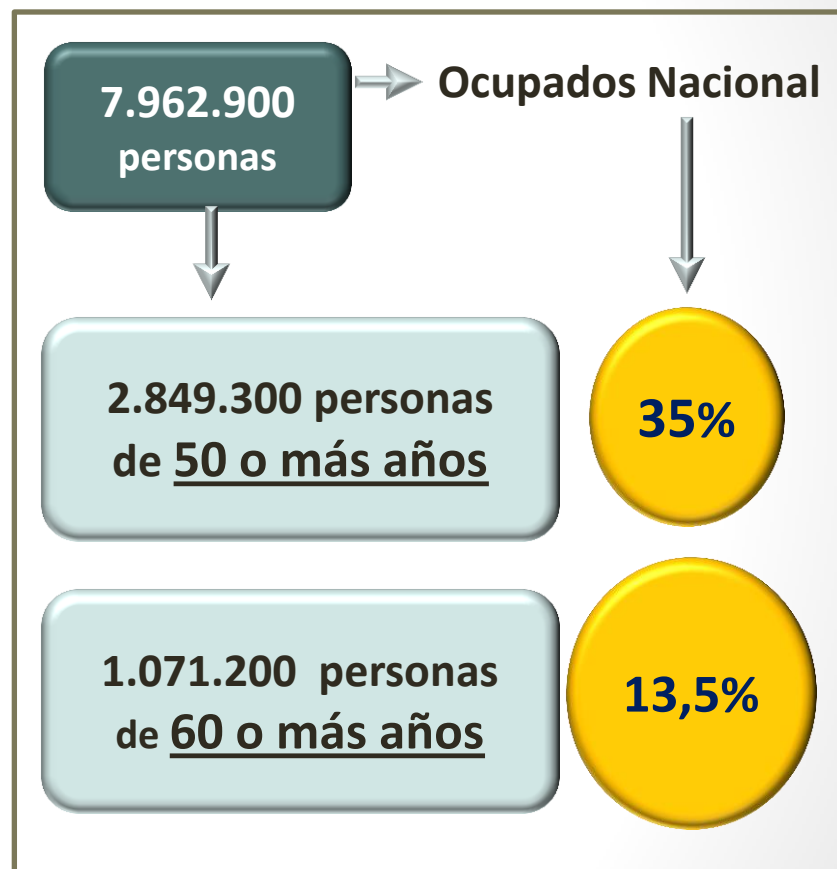 7.962.900
personas
Ocupados Nacional
2.849.300 personas
de 50 o más años
35%
1.071.200 personas
de 60 o más años
13,5%